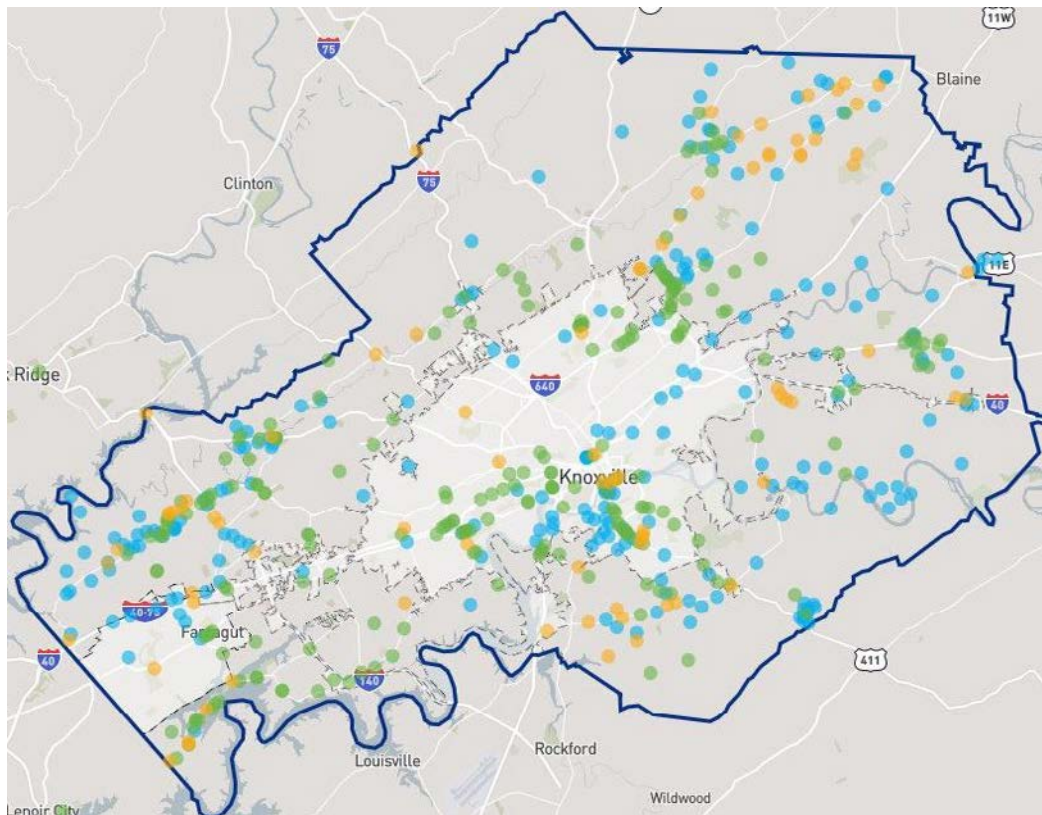 11W
75
Blaine
75
Clinton
11E
Ridge
640
40
Knoxville
40-75
Farragut
40
140
411
Rockford
Louisville
Wildwood
Lenoir City